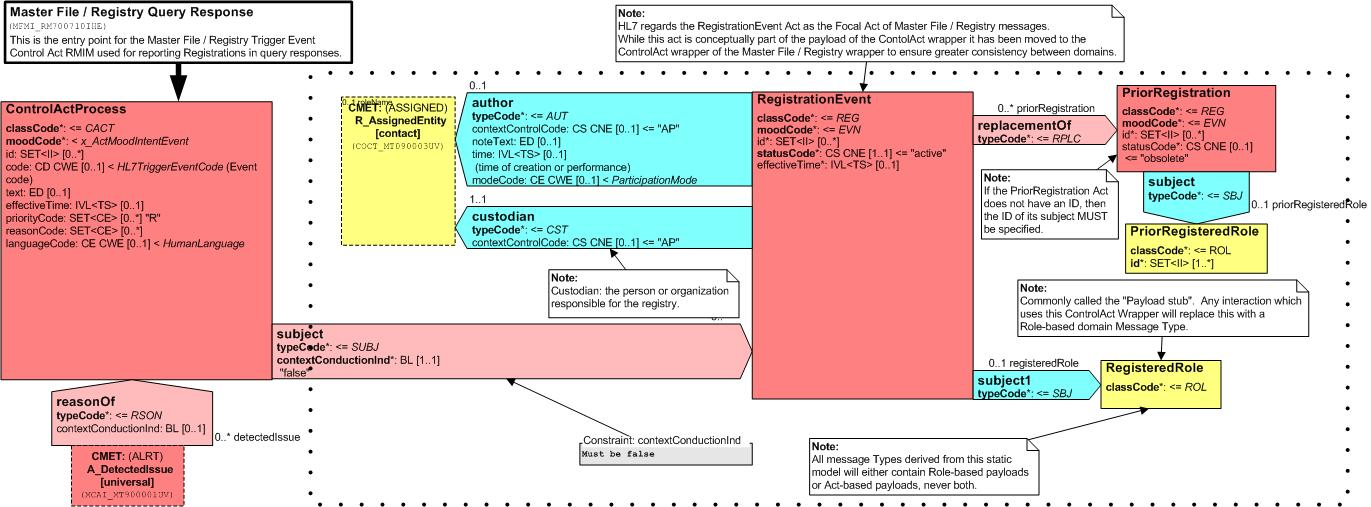 Master File / Registry Query Response
(MFMI_RM700710IHE)
This is the entry point for the Master File / Registry Trigger Event
Control Act RMIM used for reporting Registrations in query responses.
Note:
HL7 regards the RegistrationEvent Act as the Focal Act of Master File / Registry messages.
While this act is conceptually part of the payload of the ContolAct wrapper it has been moved to the
ControlAct wrapper of the Master File / Registry wrapper to ensure greater consistency between domains.
ControlActProcess
classCode*: <= CACT
moodCode*: <= x_ActMoodIntentEvent
id: SET<II> [0..*]
code: CD CWE [0..1] < HL7TriggerEventCode (Event
code)
text: ED [0..1]
effectiveTime: IVL<TS> [0..1]
priorityCode: SET<CE> [0..*] "R"
reasonCode: SET<CE> [0..*]
languageCode: CE CWE [0..1] < HumanLanguage
0..1 roleName
CMET: (ASSIGNED)
R_AssignedEntity
[contact]
(COCT_MT090003UV)
0..1
author
typeCode*: <= AUT
contextControlCode: CS CNE [0..1] <= "AP"
noteText: ED [0..1]
time: IVL<TS> [0..1]
(time of creation or performance)
modeCode: CE CWE [0..1] < ParticipationMode
1..1
custodian
typeCode*: <= CST
contextControlCode: CS CNE [0..1] <= "AP"
Note:
Custodian: the person or organization
responsible for the registry.
RegistrationEvent
classCode*: <= REG
moodCode*: <= EVN
id*: SET<II> [0..*]
statusCode*: CS CNE [1..1] <= "active"
effectiveTime*: IVL<TS> [0..1]
0..* priorRegistration
replacementOf
typeCode*: <= RPLC
PriorRegistration
classCode*: <= REG
moodCode*: <= EVN
id*: SET<II> [0..*]
statusCode*: CS CNE [0..1]
<= "obsolete"
Note:
If the PriorRegistration Act
does not have an ID, then
the ID of its subject MUST
be specified.
subject
typeCode*: <= SBJ
0..1 priorRegisteredRole
PriorRegisteredRole
classCode*: <= ROL
id*: SET<II> [1..*]
Note:
Commonly called the "Payload stub". Any interaction which
uses this ControlAct Wrapper will replace this with a
Role-based domain Message Type.
0..*
subject
typeCode*: <= SUBJ
contextConductionInd*: BL [1..1]
"false"
0..1 registeredRole
subject1
typeCode*: <= SBJ
RegisteredRole
classCode*: <= ROL
reasonOf
typeCode*: <= RSON
contextConductionInd: BL [0..1]
0..* detectedIssue
CMET: (ALRT)
A_DetectedIssue
[universal]
(MCAI_MT900001UV)
Constraint: contextConductionInd
Must be false
Note:
All message Types derived from this static
model will either contain Role-based payloads
or Act-based payloads, never both.